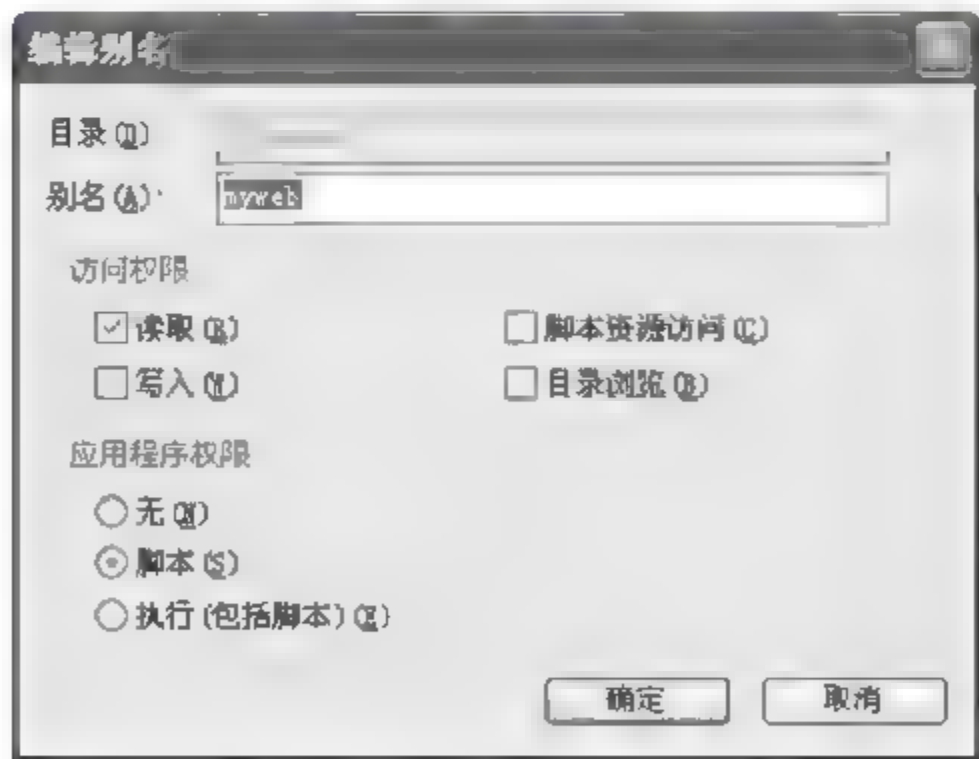 编辑别名
目录(D)
别名(A):
myweb
访问权限
读取(R)
脚本资源访问(C)
写入(W)
目录浏览(B)
应用程序权限
无(N)
脚本(S)
执行(包括脚本)(E)
确定
取消